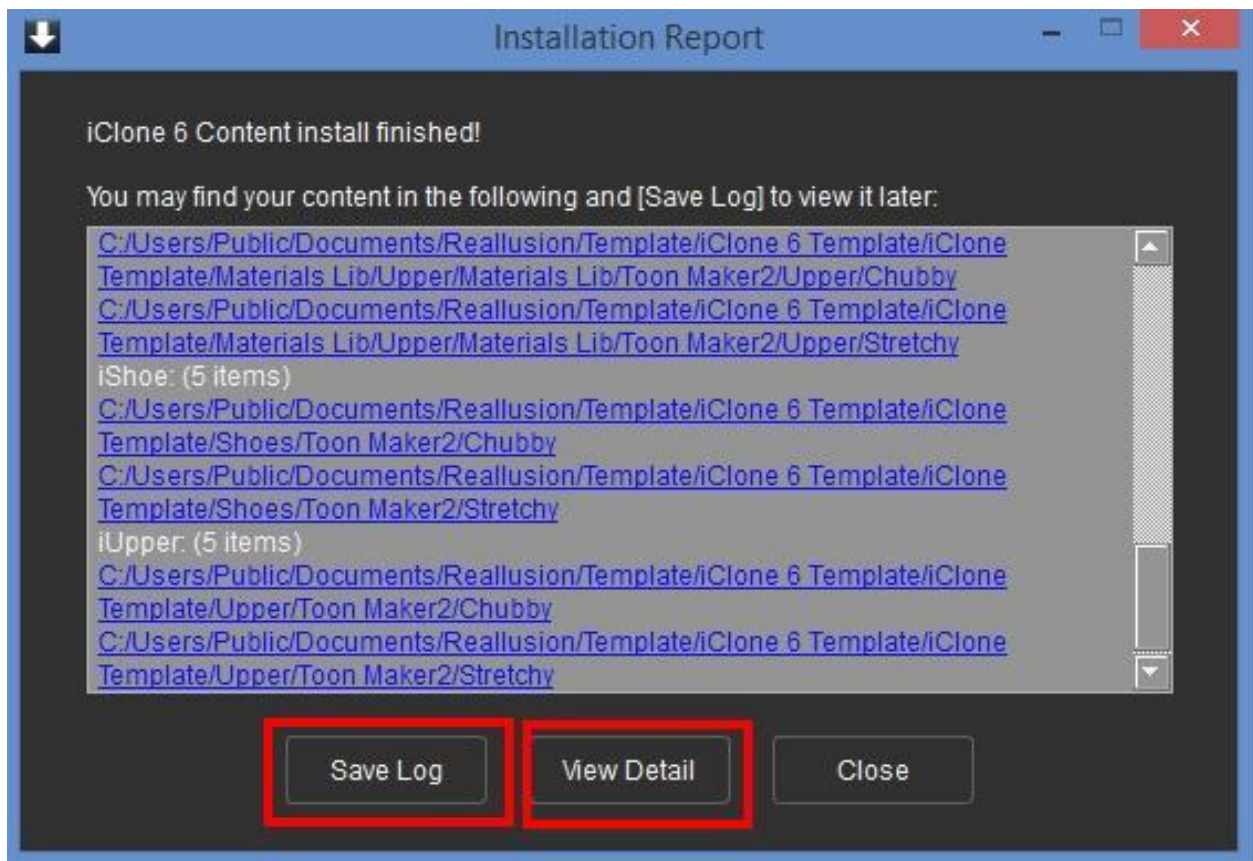 Installation Report
iClone 6 Content install finished!
You may find your content in the following and [Save Log] to view it later:
C:/Users/Public/Documents/Reallusion/Template/iClone 6 Template/iClone
Template/Materials Lib/Upper/Materials Lib/Toon Maker2/Upper/Chubby
C:/Users/Public/Documents/Reallusion/Template/iClone 6 Template/iClone
Template/Materials Lib/Upper/Materials Lib/Toon Maker2/Upper/Stretchy
iShoe: (5 items)
C:/Users/Public/Documents/Reallusion/Template/iClone 6 Template/iClone
Template/Shoes/Toon Maker2/Chubby
C:/Users/Public/Documents/Reallusion/Template/iClone 6 Template/iClone
Template/Shoes/Toon Maker2/Stretchy
iUpper: (5 items)
C:/Users/Public/Documents/Reallusion/Template/iClone 6 Template/iClone
Template/Upper/Toon Maker2/Chubby
C:/Users/Public/Documents/Reallusion/Template/iClone 6 Template/iClone
Template/Upper/Toon Maker2/Stretchy
Save Log View Detail Close